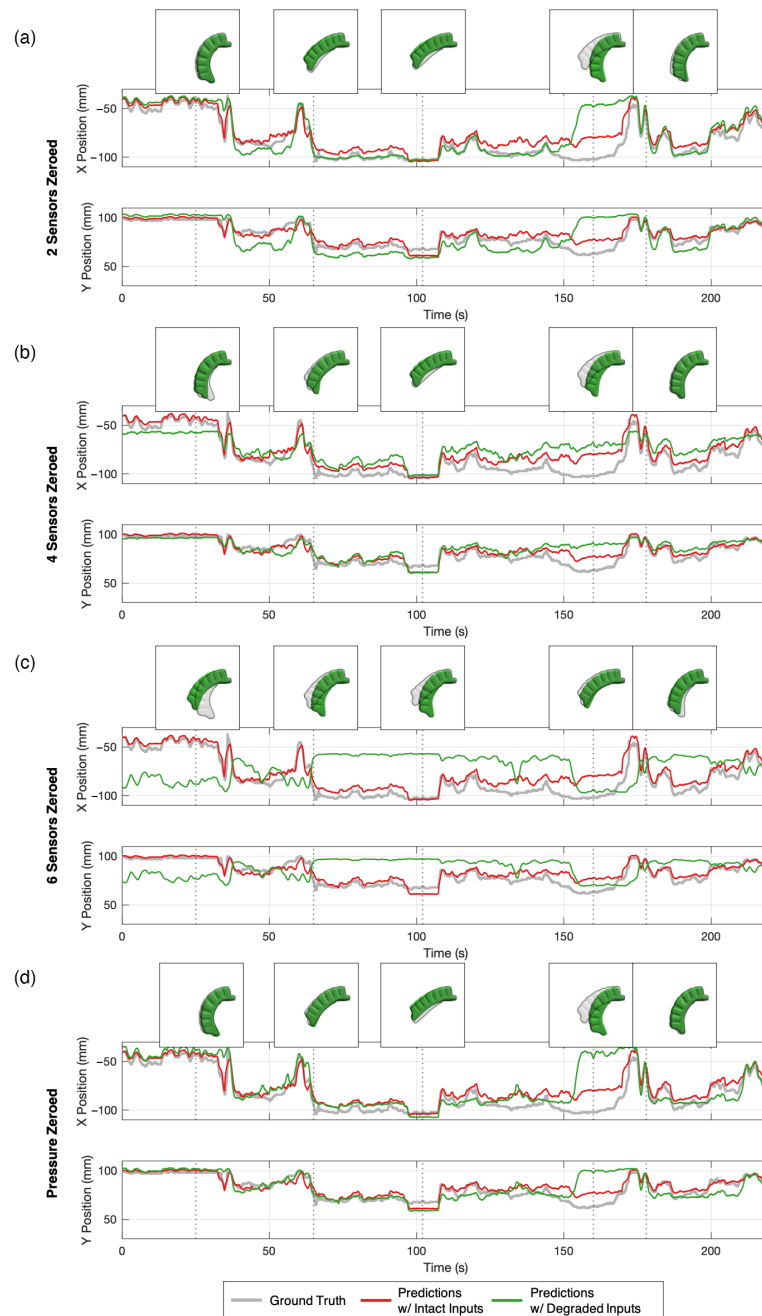 (a)
2 Sensors Zeroed
X Position (mm)
−50
−100
Y Position (mm)
100
50
0
50
100
150
200
Time (s)
(b)
4 Sensors Zeroed
X Position (mm)
−50
−100
Y Position (mm)
100
50
0
50
100
150
200
Time (s)
(c)
6 Sensors Zeroed
X Position (mm)
−50
−100
Y Position (mm)
100
50
0
50
100
150
200
Time (s)
(d)
Pressure Zeroed
X Position (mm)
−50
−100
Y Position (mm)
100
50
0
50
100
150
200
Time (s)
Ground Truth
Predictions
w/ Intact Inputs
Predictions
w/ Degraded Inputs